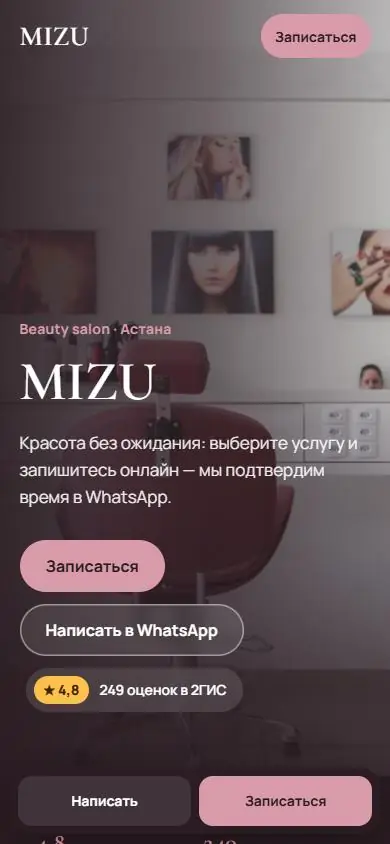 MIZU
Записаться
Beauty salon · Астана
MIZU
Красота без ожидания: выберите услугу и
запишитесь онлайн — мы подтвердим
время в WhatsApp.
Записаться
Написать в WhatsApp
★ 4,8 249 оценок в 2ГИС
Написать
Записаться